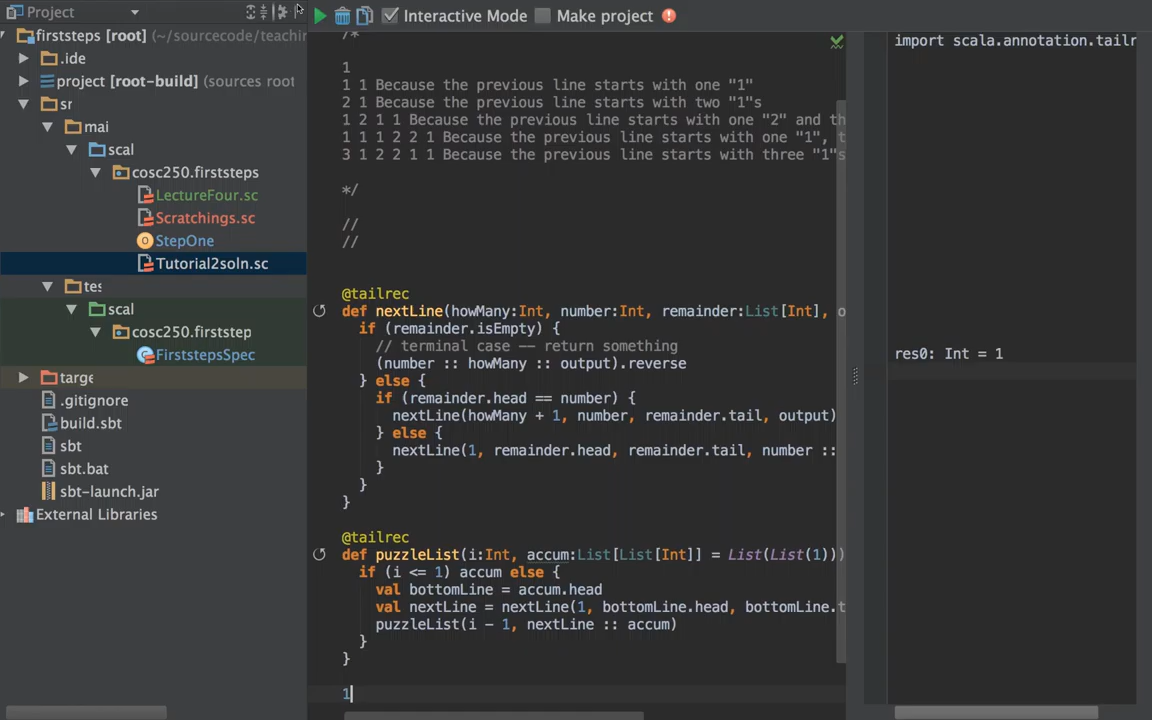 Project
Interactive Mode Make project
firststeps [root] (~/sourcecode/teachin
.ide
project [root-build] (sources root
sr
mai
scal
cosc250.firststeps
LectureFour.sc
Scratchings.sc
StepOne
Tutorial2soln.sc
tes
scal
cosc250.firststep
FirststepsSpec
targe
.gitignore
build.sbt
sbt
sbt.bat
sbt-launch.jar
External Libraries
/*
1
1 1 Because the previous line starts with one "1"
2 1 Because the previous line starts with two "1"s
1 2 1 1 Because the previous line starts with one "2" and th
1 1 1 2 2 1 Because the previous line starts with one "1", t
3 1 2 2 1 1 Because the previous line starts with three "1"s
*/
//
//
@tailrec
def nextLine(howMany:Int, number:Int, remainder:List[Int], o
if (remainder.isEmpty) {
// terminal case -- return something
(number :: howMany :: output).reverse
} else {
if (remainder.head == number) {
nextLine(howMany + 1, number, remainder.tail, output)
} else {
nextLine(1, remainder.head, remainder.tail, number ::
}
}
}
@tailrec
def puzzleList(i:Int, accum:List[List[Int]] = List(List(1)))
if (i <= 1) accum else {
val bottomLine = accum.head
val nextLine = nextLine(1, bottomLine.head, bottomLine.t
puzzleList(i - 1, nextLine :: accum)
}
}
1
import scala.annotation.tailr
res0: Int = 1